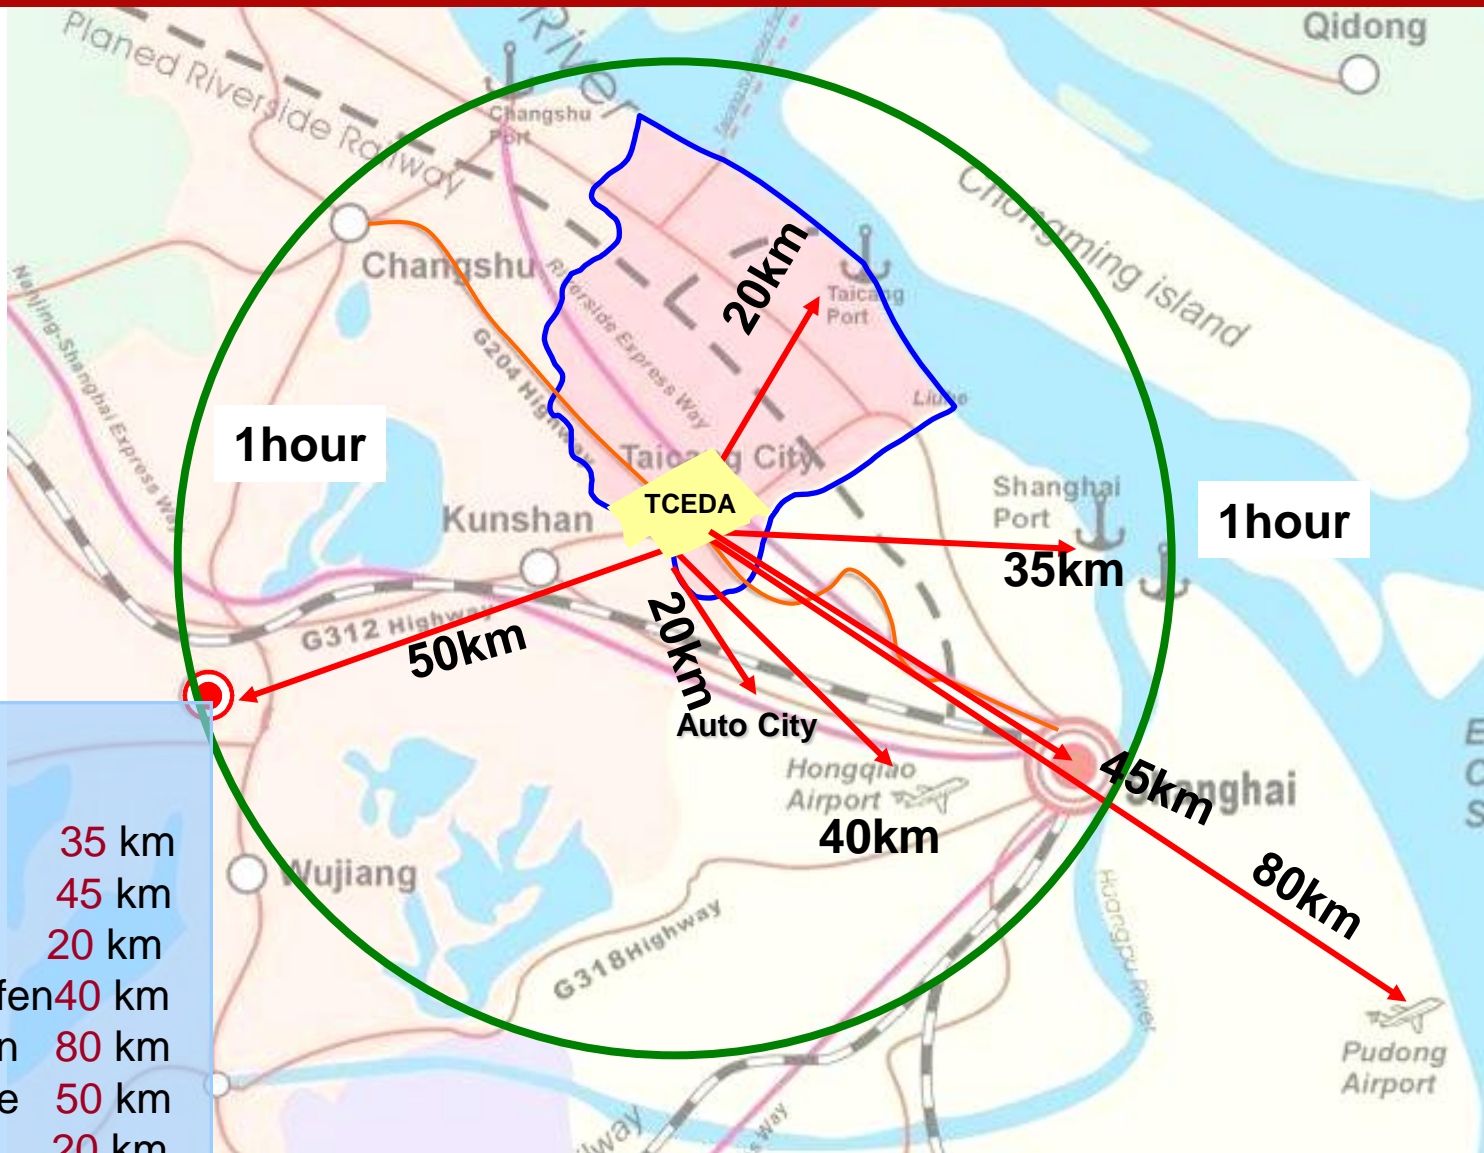 Qidong
River
Planed Riverside Railway
Changshu
Port
Chongming island
Changshu
20km
Taicang
Port
Nanjing-Shanghai Express Way
Riverside Express Way
G204 Highway
Liuhe
1hour
Taicang City
Shanghai
Port
TCEDA
Kunshan
1hour
35km
G312 Highway
50km
20km
Auto City
Hongqiao
Airport
40km
45km
Shanghai
35 km
45 km
20 km
fen40 km
n 80 km
e 50 km
20 km
Wujiang
80km
G318Highway
Huangpu River
Pudong
Airport
E
C
S